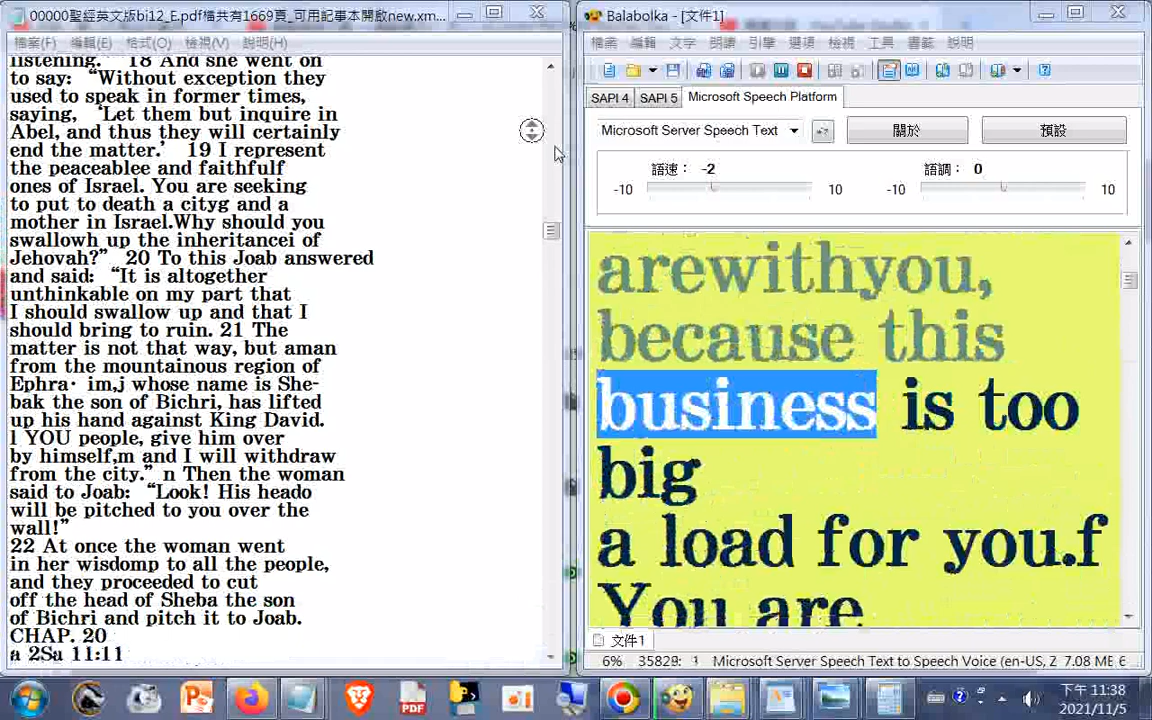 00000聖經英文版bi12_E.pdf檔共有1669頁_可用記事本開啟new.xm...
檔案(F) 編輯(E) 格式(O) 檢視(V) 說明(H)
listening." 18 And she went on
to say: “Without exception they
used to speak in former times,
saying, ‘Let them but inquire in
Abel, and thus they will certainly
end the matter.’ 19 I represent
the peaceablee and faithfulf
ones of Israel. You are seeking
to put to death a cityg and a
mother in Israel.Why should you
swallowh up the inheritancei of
Jehovah?” 20 To this Joab answered
and said: “It is altogether
unthinkable on my part that
I should swallow up and that I
should bring to ruin. 21 The
matter is not that way, but aman
from the mountainous region of
Ephra· im,j whose name is She-
bak the son of Bichri, has lifted
up his hand against King David.
l YOU people, give him over
by himself,m and I will withdraw
from the city.” n Then the woman
said to Joab: “Look! His heado
will be pitched to you over the
wall!”
22 At once the woman went
in her wisdomp to all the people,
and they proceeded to cut
off the head of Sheba the son
of Bichri and pitch it to Joab.
CHAP. 20
a 2Sa 11:11
Balabolka - [文件1]
檔案 編輯 文字 朗讀 引擎 選項 檢視 工具 書籤 說明
SAPI 4 SAPI 5 Microsoft Speech Platform
Microsoft Server Speech Text 關於 預設
語速： -2 語調： 0
-10 10 -10 10
arewithyou,
because this
business is too
big
a load for you.f
You are
文件1
6% 35828: 1 Microsoft Server Speech Text to Speech Voice (en-US, Z 7.08 MB 6
下午 11:38
2021/11/5